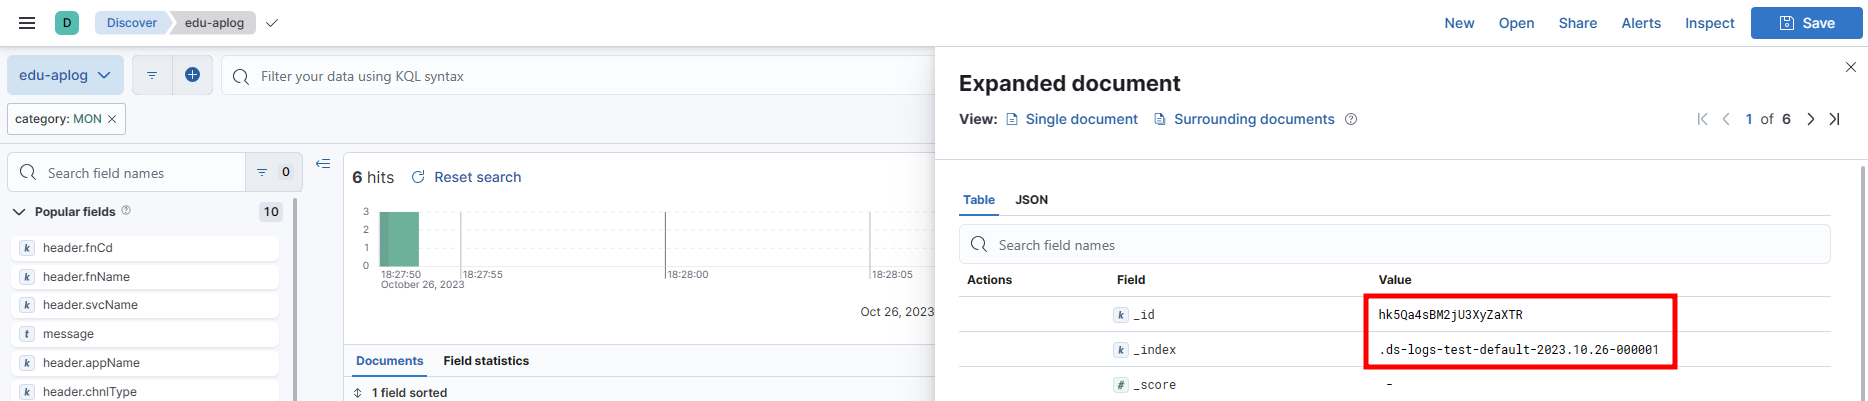 D Discover edu-aplog New Open Share Alerts Inspect Save
edu-aplog Filter your data using KQL syntax
category: MON
Search field names 0
Popular fields 10
k header.fnCd
k header.fnName
k header.svcName
t message
k header.appName
k header.chnlType
6 hits Reset search
3
2
1
0
18:27:50 18:27:55 18:28:00 18:28:05
October 26, 2023
Oct 26, 2023
Documents Field statistics
1 field sorted
Expanded document
View: Single document Surrounding documents 1 of 6
Table JSON
Search field names
Actions Field Value
k _id hk5Qa4sBM2jU3XyZaXTR
k _index .ds-logs-test-default-2023.10.26-000001
# _score -